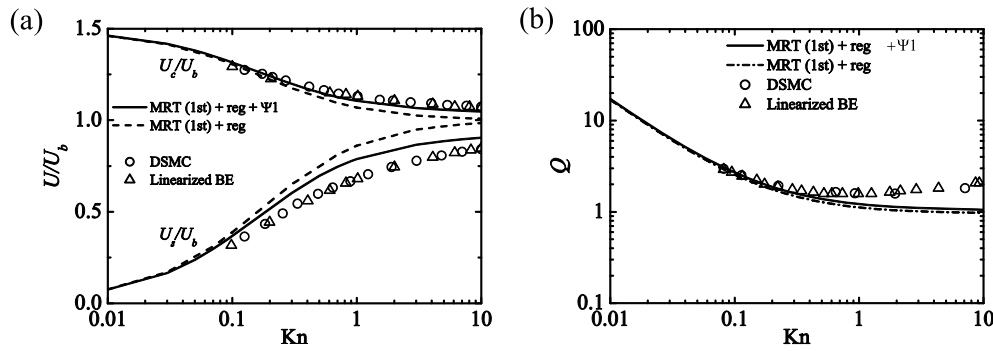 (a)
1.5
1.0
0.5
0.0
U/U_b
U_c/U_b
MRT (1st) + reg + Ψ1
MRT (1st) + reg
DSMC
Linearized BE
U_s/U_b
0.01 0.1 1 10
Kn
(b)
100
10
1
0.1
Q
MRT (1st) + reg +Ψ1
MRT (1st) + reg
DSMC
Linearized BE
0.01 0.1 1 10
Kn